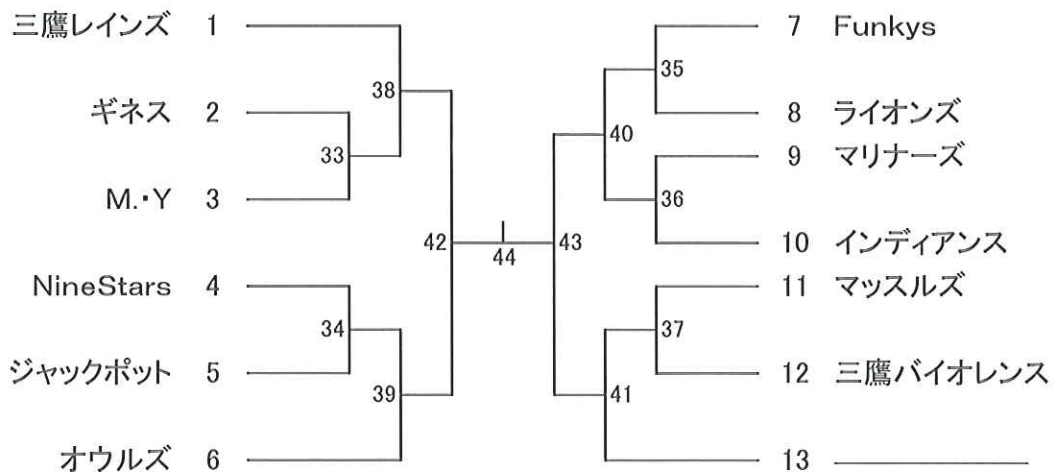 三鷹レインズ 1
ギネス 2
M.・Y 3
NineStars 4
ジャックポット 5
オウルズ 6
33
34
38
39
42
44
43
40
41
35
36
37
7 Funkys
8 ライオンズ
9 マリナーズ
10 インディアンス
11 マッスルズ
12 三鷹バイオレンス
13